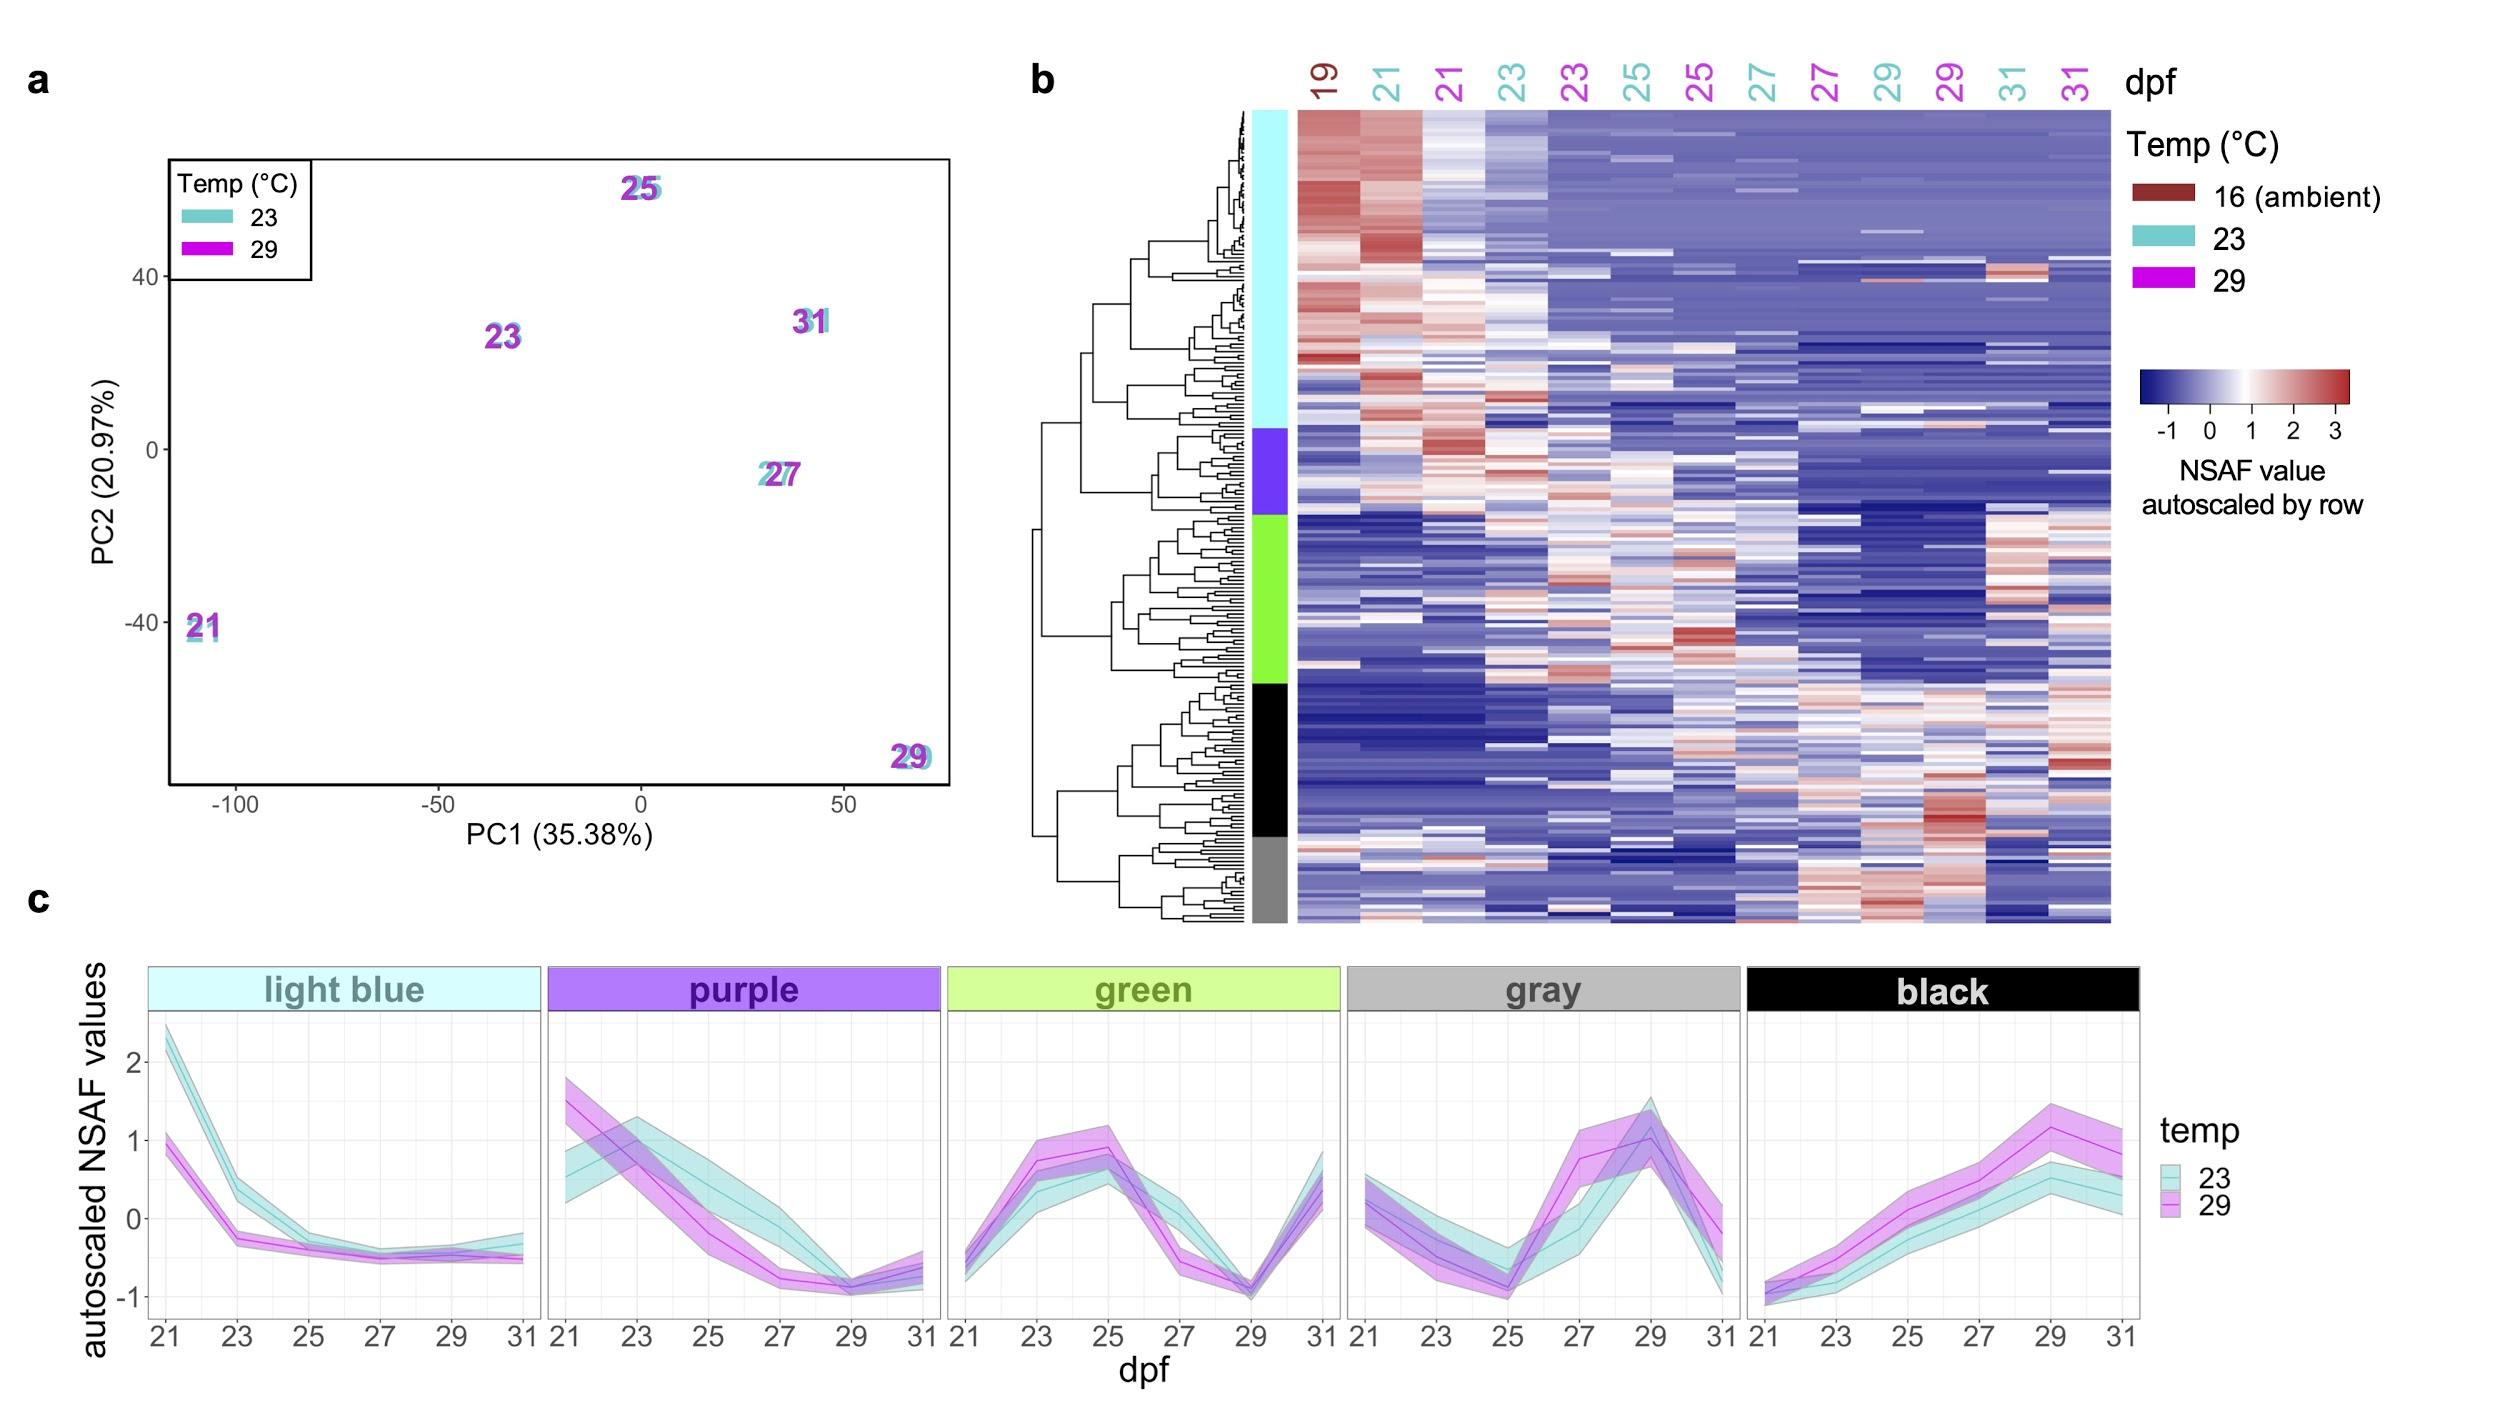 a
Temp (°C)
23
29
25
23
31
27
21
29
40
0
-40
-100
-50
0
50
PC1 (35.38%)
PC2 (20.97%)
b
19 21 21 23 23 25 25 27 27 29 29 31 31 dpf
Temp (°C)
16 (ambient)
23
29
-1 0 1 2 3
NSAF value
autoscaled by row
c
light blue purple green gray black
autoscaled NSAF values
2
1
0
-1
21 23 25 27 29 31 21 23 25 27 29 31 21 23 25 27 29 31 21 23 25 27 29 31 21 23 25 27 29 31
dpf
temp
23
29